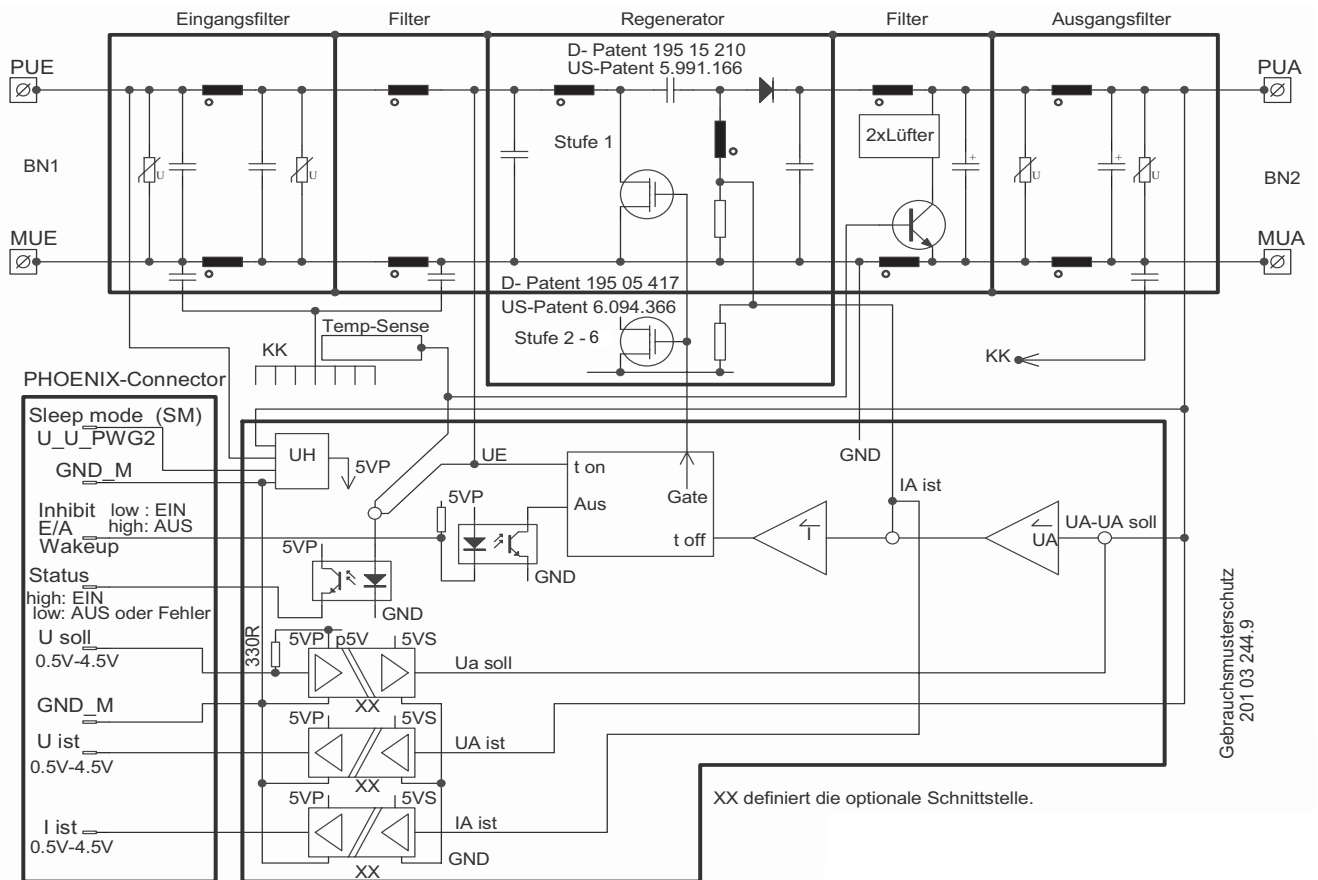 Eingangsfilter
Filter
Regenerator
Filter
Ausgangsfilter
D- Patent 195 15 210
US-Patent 5.991.166
PUE
PUA
Stufe 1
2xLüfter
BN1
U
U
+
U
+
U
BN2
MUE
MUA
D- Patent 195 05 417
US-Patent 6.094.366
Stufe 2 - 6
Temp-Sense
KK
KK
PHOENIX-Connector
Sleep mode (SM)
U_U_PWG2
GND_M
UH
5VP
UE
GND
Inhibit low : EIN
E/A high: AUS
Wakeup
5VP
t on
Aus
Gate
t off
GND
I
IA ist
UA
UA-UA soll
5VP
GND
Status
high: EIN
low: AUS oder Fehler
U soll
0.5V-4.5V
330R
5VP
p5V
5VS
Ua soll
XX
GND_M
U ist
0.5V-4.5V
5VP
5VS
UA ist
XX
I ist
0.5V-4.5V
5VP
5VS
IA ist
GND
XX
XX definiert die optionale Schnittstelle.
Gebrauchsmusterschutz
201 03 244.9